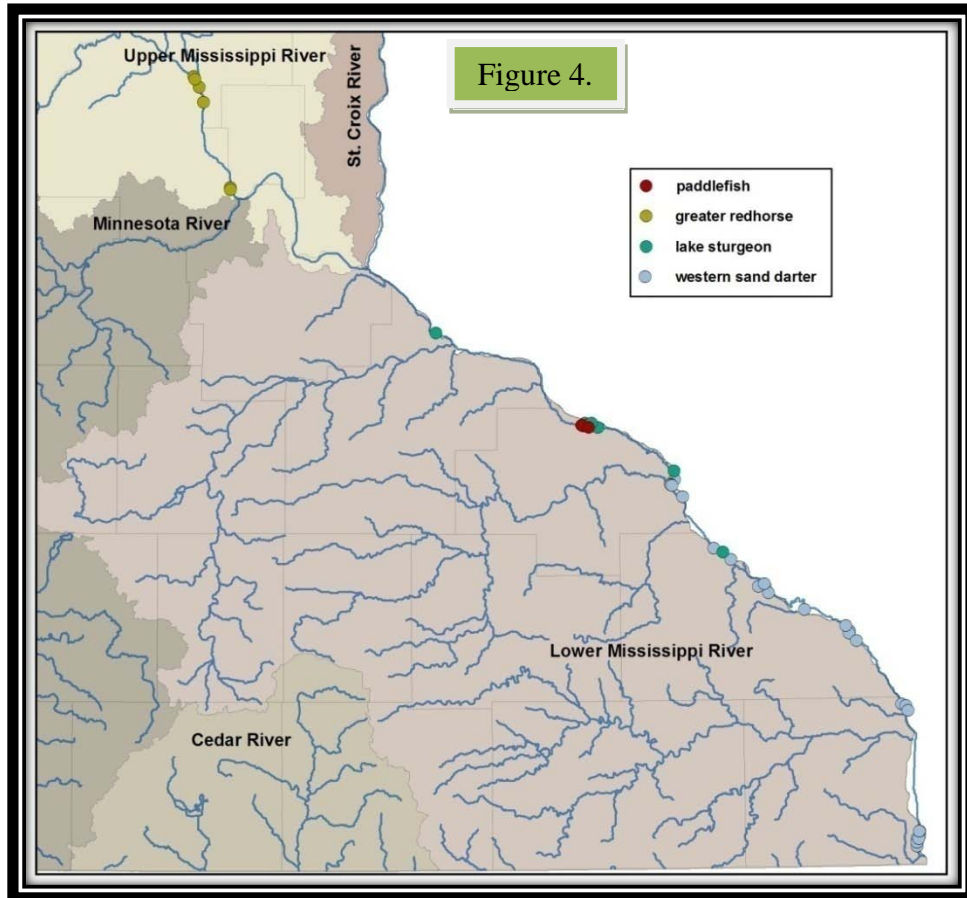 Figure 4.
Upper Mississippi River
St. Croix River
paddlefish
greater redhorse
lake sturgeon
western sand darter
Minnesota River
Lower Mississippi River
Cedar River